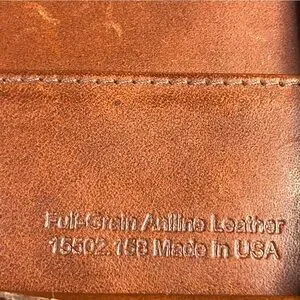 Full-Grain Aniline Leather
15502.158 Made in USA